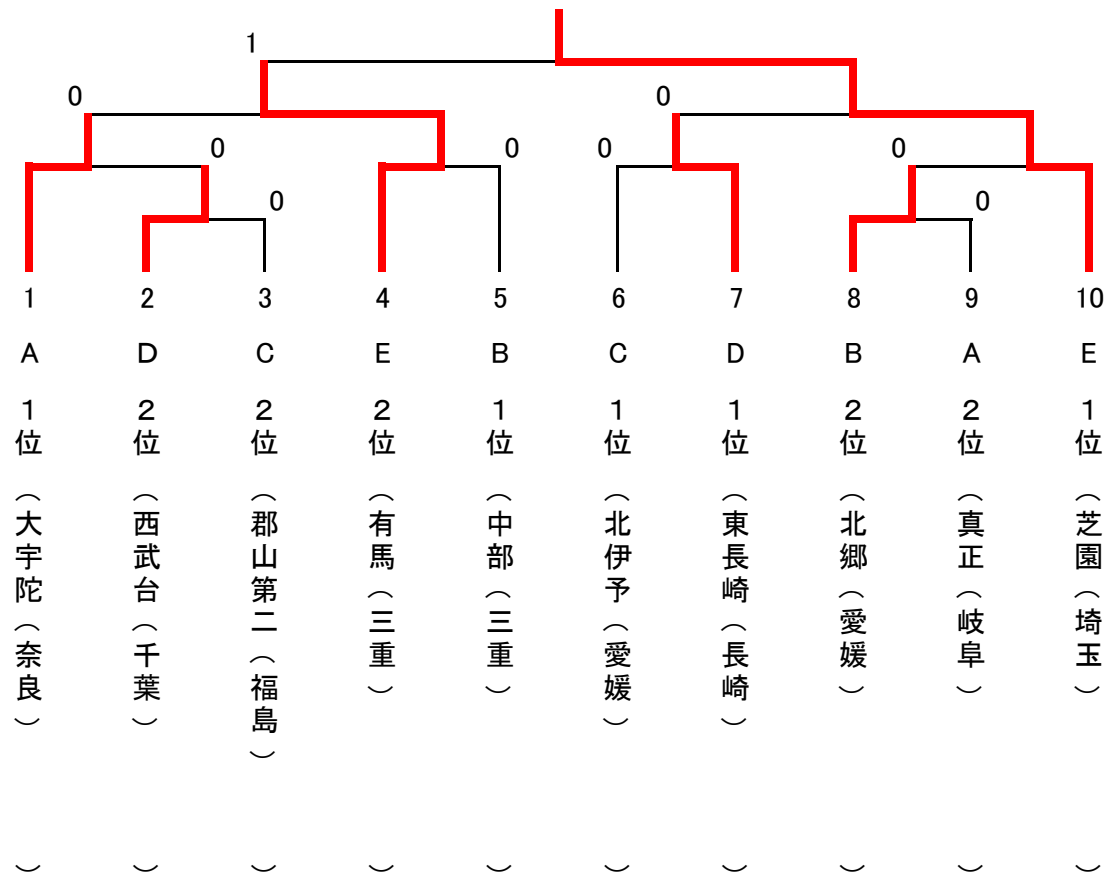 1
0
0
0
0
0
0
0
0
1
2
3
4
5
6
7
8
9
10
A
D
C
E
B
C
D
B
A
E
1位（大宇陀（奈良）
2位（西武台（千葉）
2位（郡山第二（福島）
2位（有馬（三重）
1位（中部（三重）
1位（北伊予（愛媛）
1位（東長崎（長崎）
2位（北郷（愛媛）
2位（真正（岐阜）
1位（芝園（埼玉）
）
）
）
）
）
）
）
）
）
）